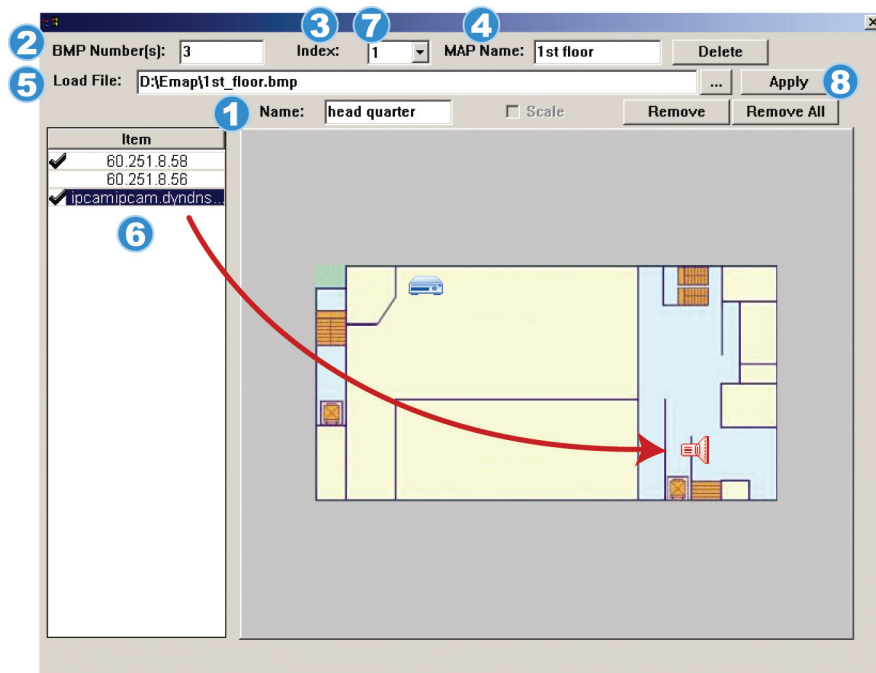 3 7 4
2 BMP Number(s): 3 Index: 1 MAP Name: 1st floor Delete
5 Load File: D:\Emap\1st_floor.bmp ... Apply 8
1 Name: head quarter Scale Remove Remove All
Item
60.251.8.58
60.251.8.56
ipcamipcam.dyndns...
6